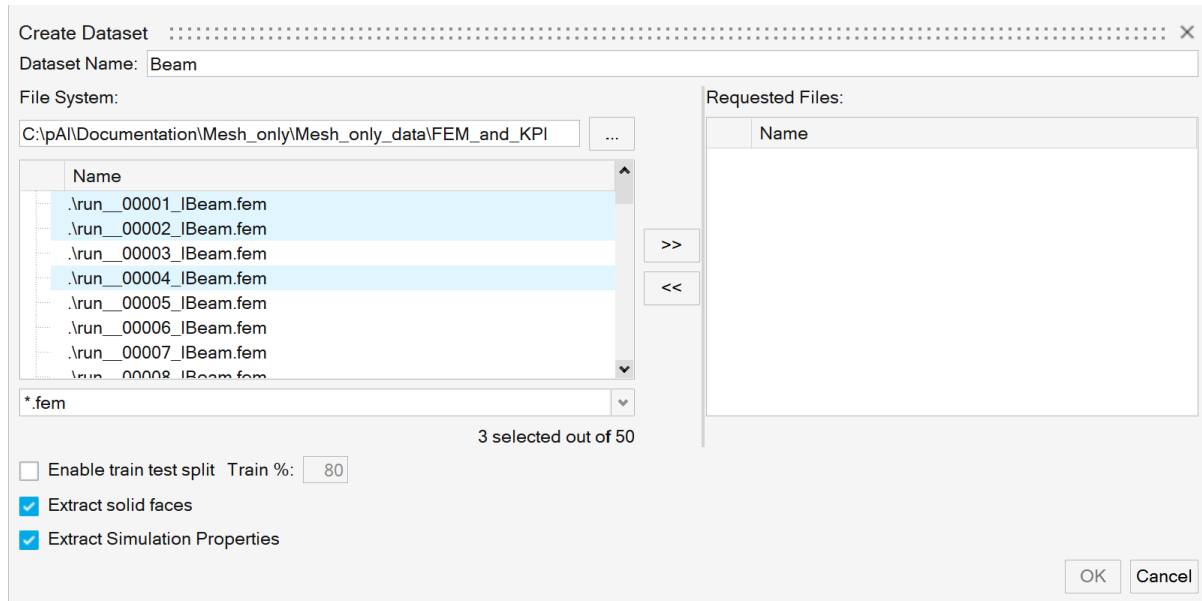 Create Dataset
Dataset Name: Beam
File System:
C:\pAI\Documentation\Mesh_only\Mesh_only_data\FEM_and_KPI
...
Name
.\run__00001_IBeam.fem
.\run__00002_IBeam.fem
.\run__00003_IBeam.fem
.\run__00004_IBeam.fem
.\run__00005_IBeam.fem
.\run__00006_IBeam.fem
.\run__00007_IBeam.fem
.\run__00008_IBeam.fem
*.fem
3 selected out of 50
>>
<<
Requested Files:
Name
Enable train test split Train %: 80
Extract solid faces
Extract Simulation Properties
OK Cancel